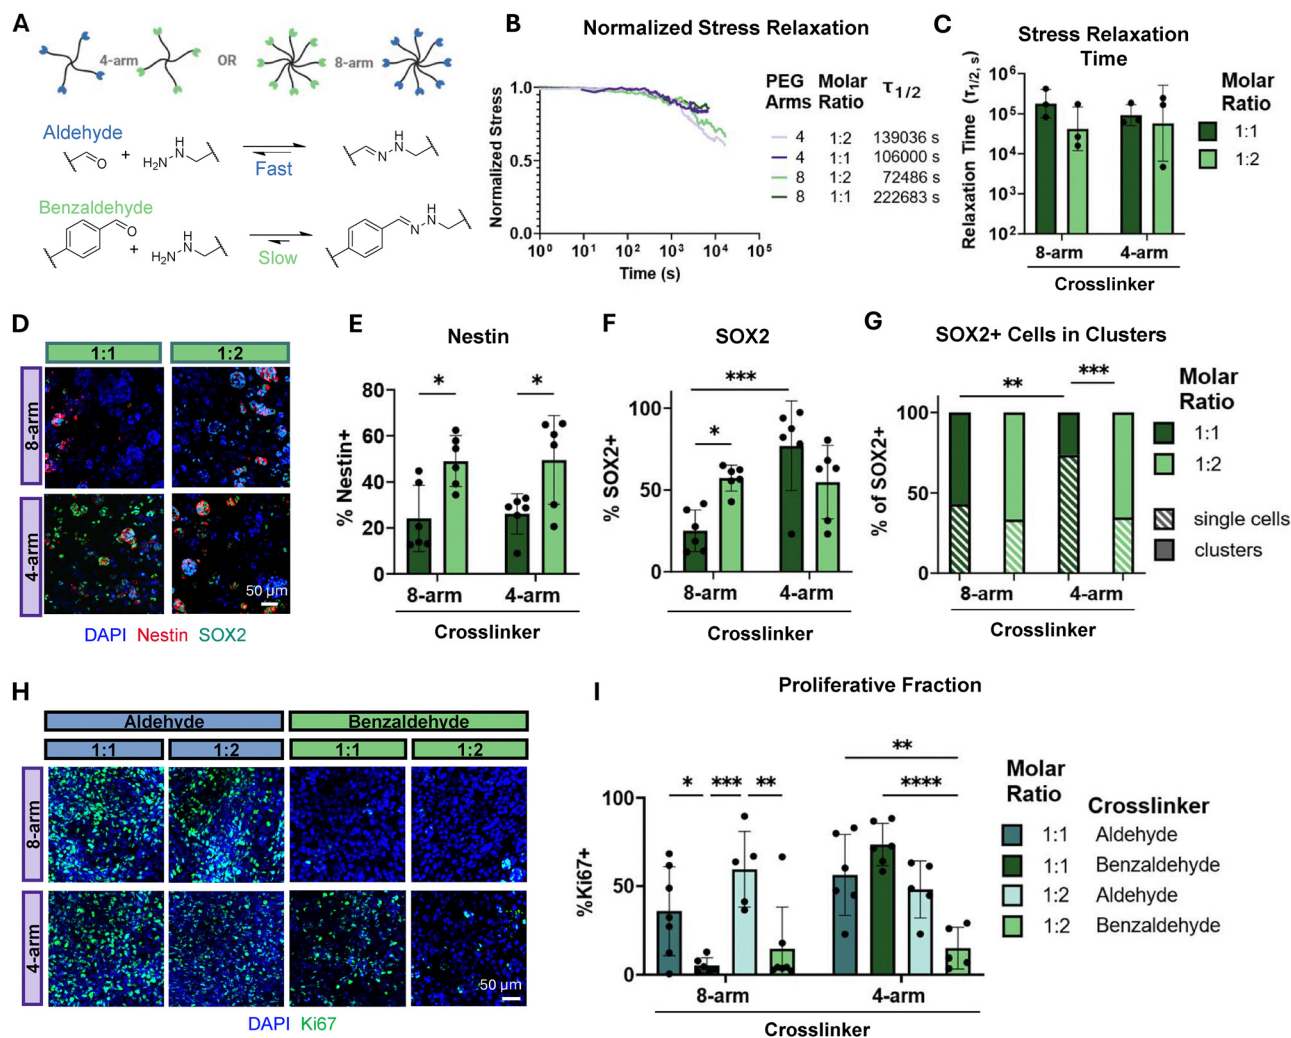 A
4-arm
OR
8-arm
Aldehyde
O
+
H₂N
H
N
Fast
N
H
N
Benzaldehyde
O
+
H₂N
H
N
Slow
N
H
N
B
Normalized Stress Relaxation
Normalized Stress
1.0
0.5
0.0
10⁰ 10¹ 10² 10³ 10⁴ 10⁵
Time (s)
PEG Molar τ1/2
Arms Ratio
4 1:2 139036 s
4 1:1 106000 s
8 1:2 72486 s
8 1:1 222683 s
C
Stress Relaxation
Time
Relaxation Time (τ1/2, s)
10⁶
10⁵
10⁴
10³
10²
8-arm 4-arm
Crosslinker
Molar
Ratio
1:1
1:2
D
1:1 1:2
8-arm
4-arm
50 µm
DAPI Nestin SOX2
E
Nestin
% Nestin+
80
60
40
20
0
* *
8-arm 4-arm
Crosslinker
F
SOX2
% SOX2+
100
50
0
***
*
8-arm 4-arm
Crosslinker
G
SOX2+ Cells in Clusters
% of SOX2+
100
50
0
** ***
8-arm 4-arm
Crosslinker
Molar
Ratio
1:1
1:2
single cells
clusters
H
Aldehyde Benzaldehyde
1:1 1:2 1:1 1:2
8-arm
4-arm
50 µm
DAPI Ki67
I
Proliferative Fraction
%Ki67+
100
50
0
* *** **
**
****
8-arm 4-arm
Crosslinker
Molar
Ratio Crosslinker
1:1 Aldehyde
1:1 Benzaldehyde
1:2 Aldehyde
1:2 Benzaldehyde